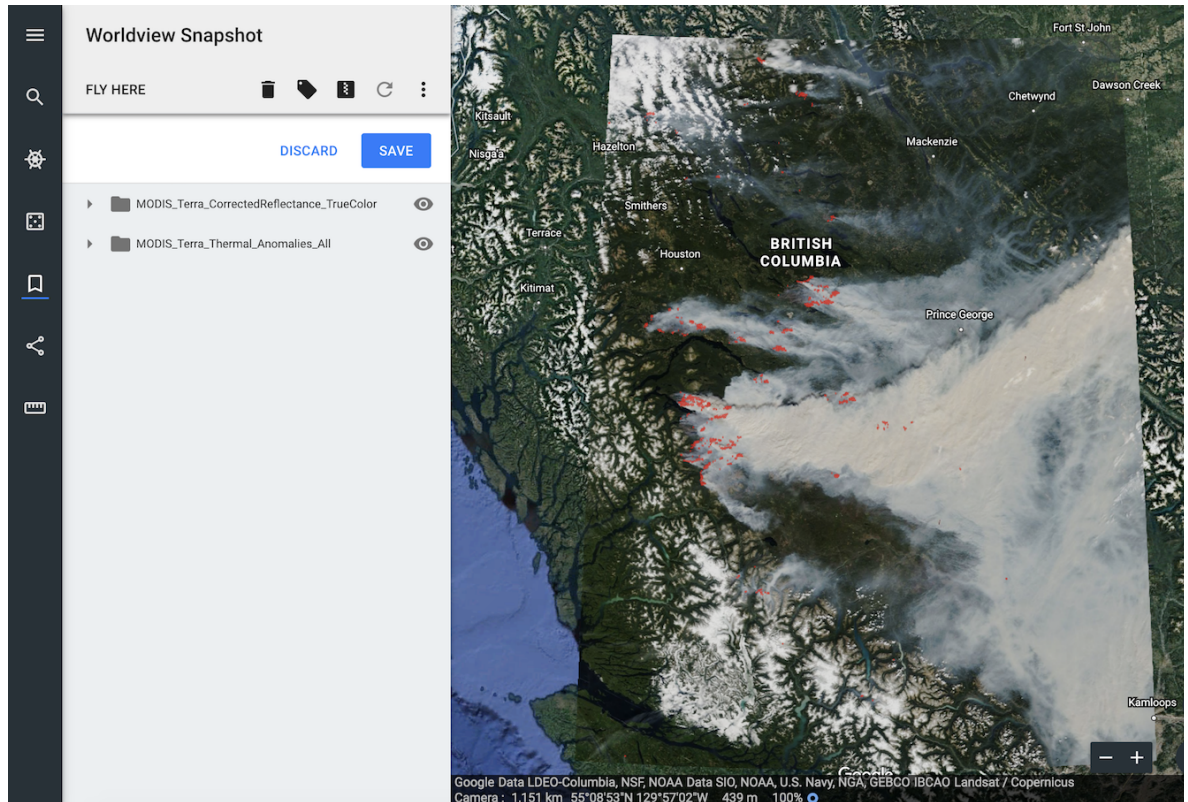 Worldview Snapshot
FLY HERE
DISCARD
SAVE
MODIS_Terra_CorrectedReflectance_TrueColor
MODIS_Terra_Thermal_Anomalies_All
Fort St John
Dawson Creek
Chetwynd
Kitsault
Mackenzie
Hazelton
Nisga'a
Smithers
Terrace
BRITISH
COLUMBIA
Houston
Kitimat
Prince George
Kamloops
Google
Google Data LDEO-Columbia, NSF, NOAA Data SIO, NOAA, U.S. Navy, NGA, GEBCO IBCAO Landsat / Copernicus
Camera : 1,151 km 55°08'53"N 129°57'02"W 439 m 100%